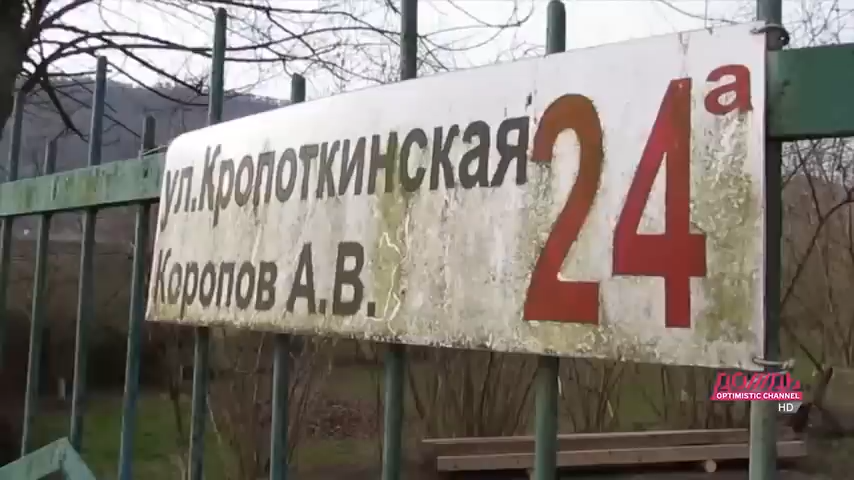 ул.Кропоткинская 24а
Коропов А.В.
ДОЖДЬ
OPTIMISTIC CHANNEL
HD